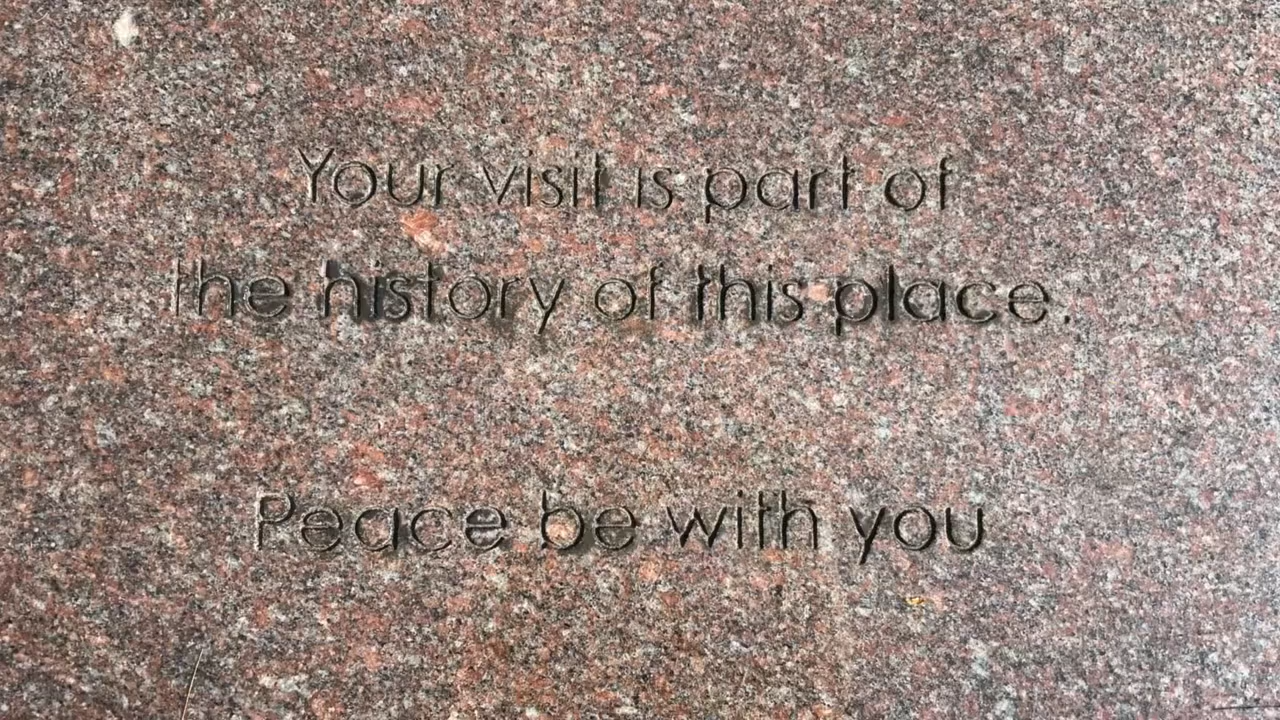 Your visit is part of
the history of this place.
Peace be with you